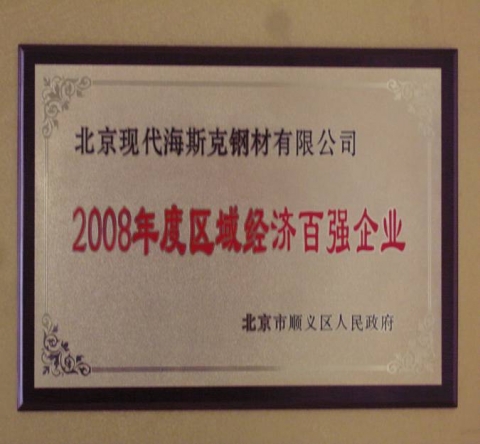 北京现代海斯克钢材有限公司
2008年度区域经济百强企业
北京市顺义区人民政府